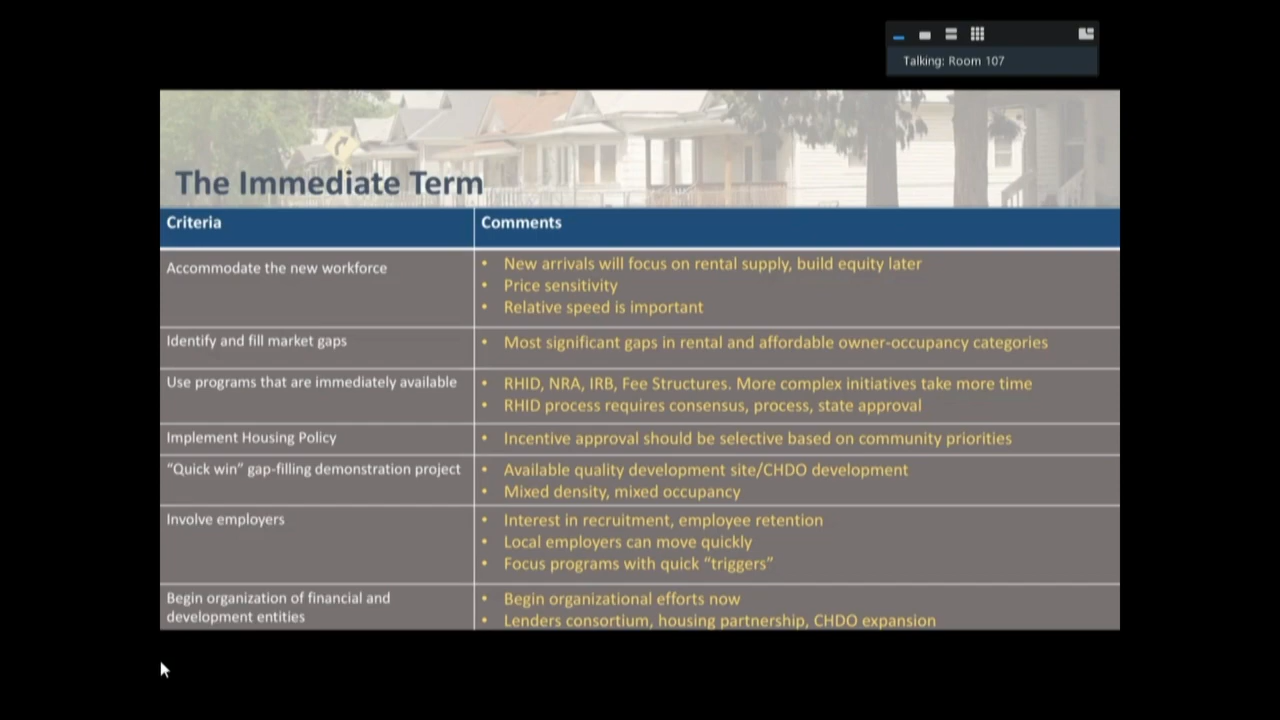 Talking: Room 107
The Immediate Term
Criteria
Comments
Accommodate the new workforce
• New arrivals will focus on rental supply, build equity later
• Price sensitivity
• Relative speed is important
Identify and fill market gaps
• Most significant gaps in rental and affordable owner-occupancy categories
Use programs that are immediately available
• RHID, NRA, IRB, Fee Structures. More complex initiatives take more time
• RHID process requires consensus, process, state approval
Implement Housing Policy
• Incentive approval should be selective based on community priorities
“Quick win” gap-filling demonstration project
• Available quality development site/CHDO development
• Mixed density, mixed occupancy
Involve employers
• Interest in recruitment, employee retention
• Local employers can move quickly
• Focus programs with quick “triggers”
Begin organization of financial and
development entities
• Begin organizational efforts now
• Lenders consortium, housing partnership, CHDO expansion